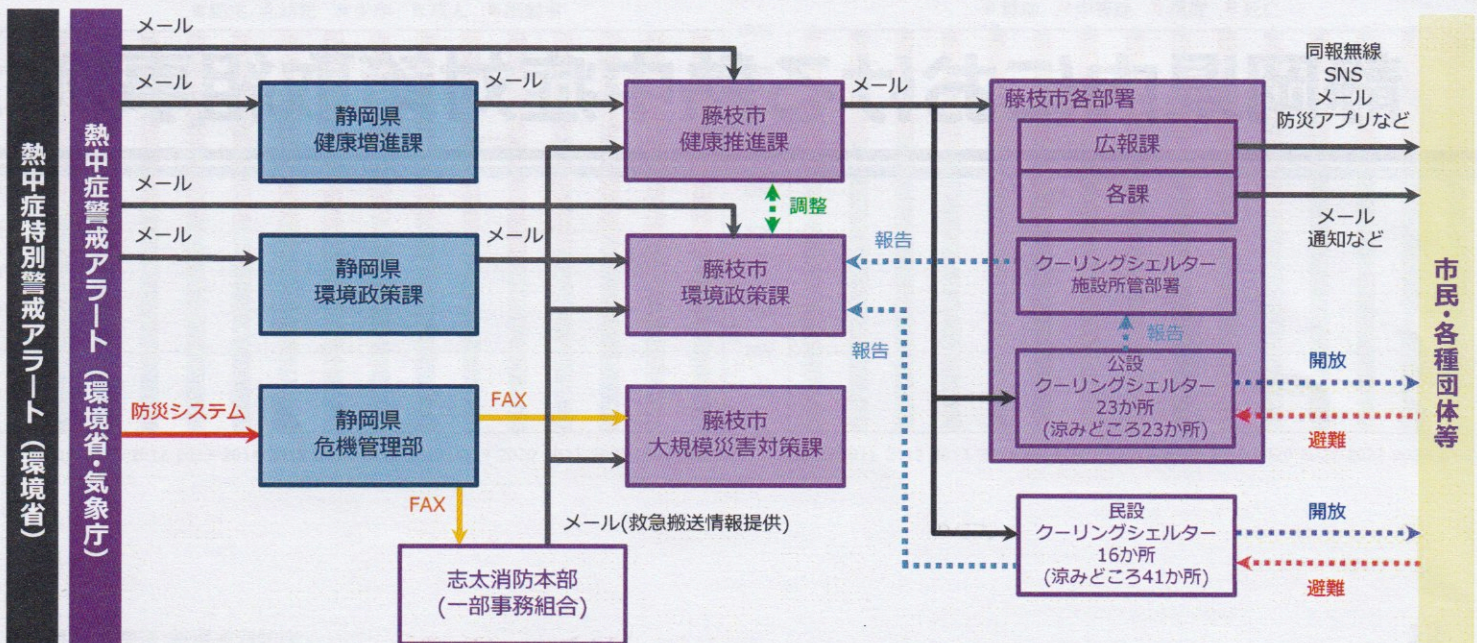 熱中症特別警戒アラート（環境省）
熱中症警戒アラート（環境省・気象庁）
メール
メール
静岡県
健康増進課
メール
藤枝市
健康推進課
メール
メール
メール
静岡県
環境政策課
メール
調整
藤枝市
環境政策課
防災システム
静岡県
危機管理部
FAX
藤枝市
大規模災害対策課
FAX
メール(救急搬送情報提供)
志太消防本部
(一部事務組合)
藤枝市各部署
広報課
各課
報告
クーリングシェルター
施設所管部署
報告
報告
公設
クーリングシェルター
23か所
(涼みどころ23か所)
民設
クーリングシェルター
16か所
(涼みどころ41か所)
同報無線
SNS
メール
防災アプリなど
メール
通知など
開放
避難
開放
避難
市民・各種団体等